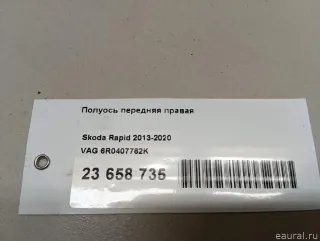 Полуось передняя правая
Skoda Rapid 2013-2020
VAG 6R0407762K
23 658 735
eaural.ru